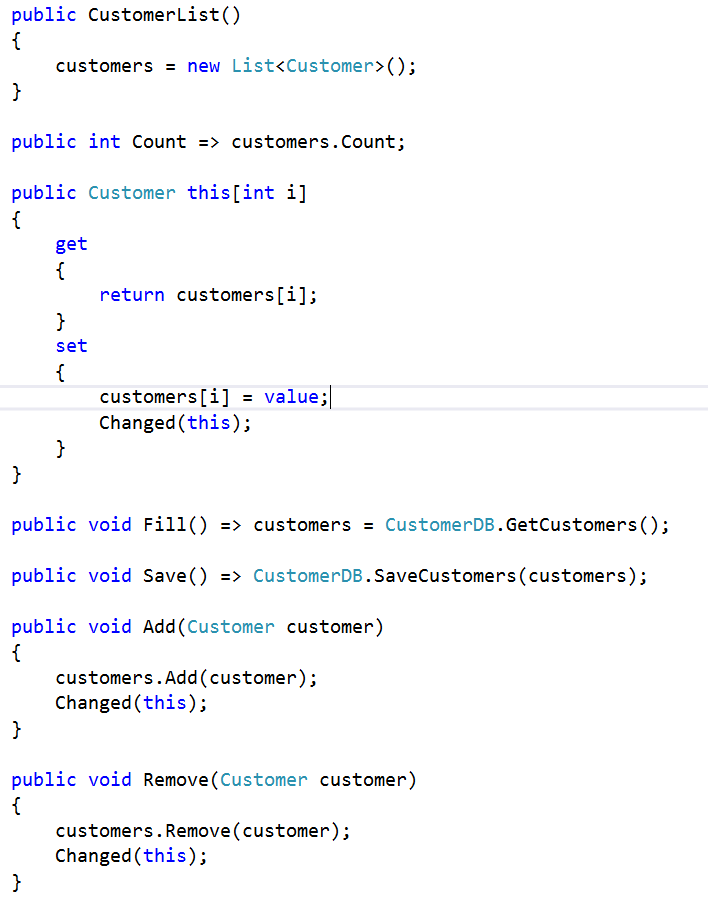 public CustomerList()
{
    customers = new List<Customer>();
}

public int Count => customers.Count;

public Customer this[int i]
{
    get
    {
        return customers[i];
    }
    set
    {
        customers[i] = value;
        Changed(this);
    }
}

public void Fill() => customers = CustomerDB.GetCustomers();

public void Save() => CustomerDB.SaveCustomers(customers);

public void Add(Customer customer)
{
    customers.Add(customer);
    Changed(this);
}

public void Remove(Customer customer)
{
    customers.Remove(customer);
    Changed(this);
}